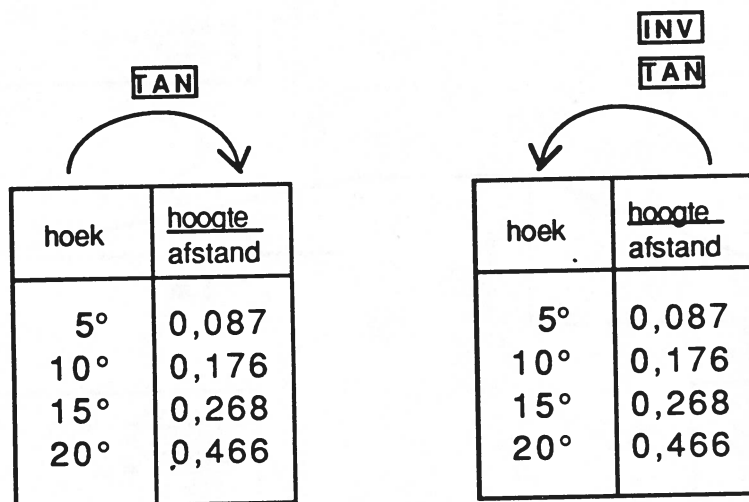 TAN
hoek hoogte
afstand
5° 0,087
10° 0,176
15° 0,268
20° 0,466
INV
TAN
hoek hoogte
afstand
5° 0,087
10° 0,176
15° 0,268
20° 0,466